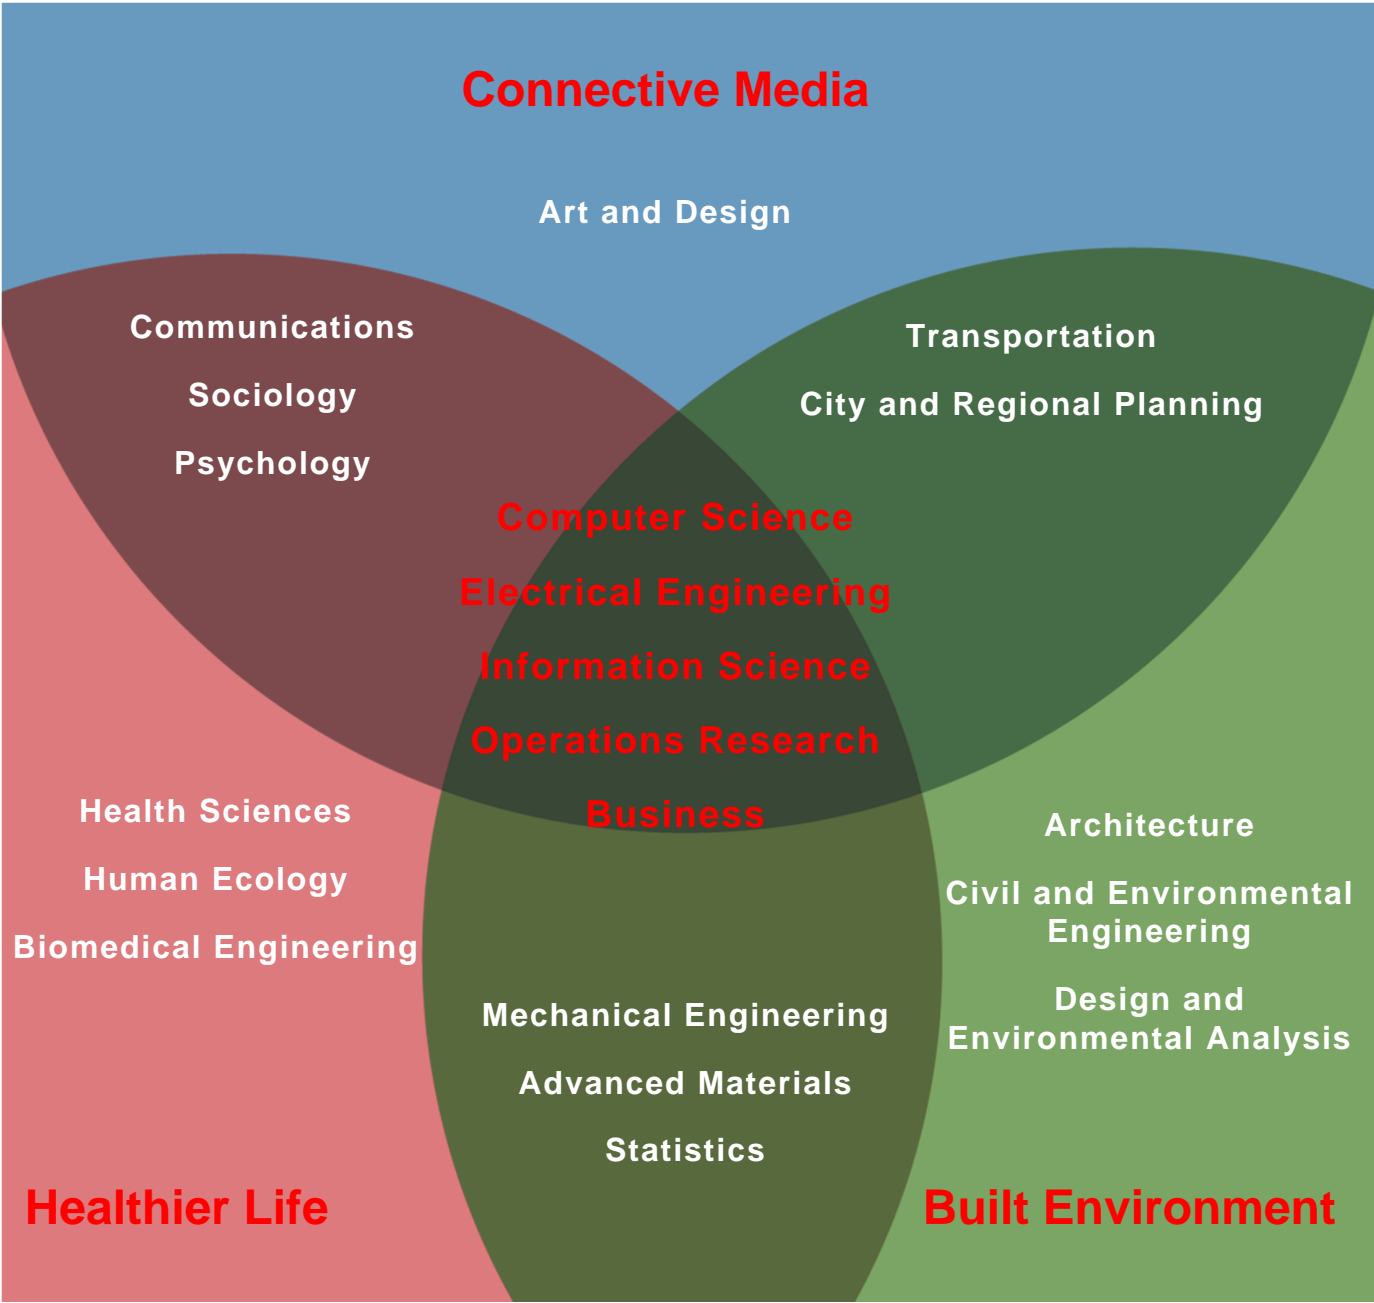 Connective Media
Art and Design
Communications
Sociology
Psychology
Transportation
City and Regional Planning
Computer Science
Electrical Engineering
Information Science
Operations Research
Business
Health Sciences
Human Ecology
Biomedical Engineering
Architecture
Civil and Environmental
Engineering
Design and
Environmental Analysis
Mechanical Engineering
Advanced Materials
Statistics
Healthier Life
Built Environment